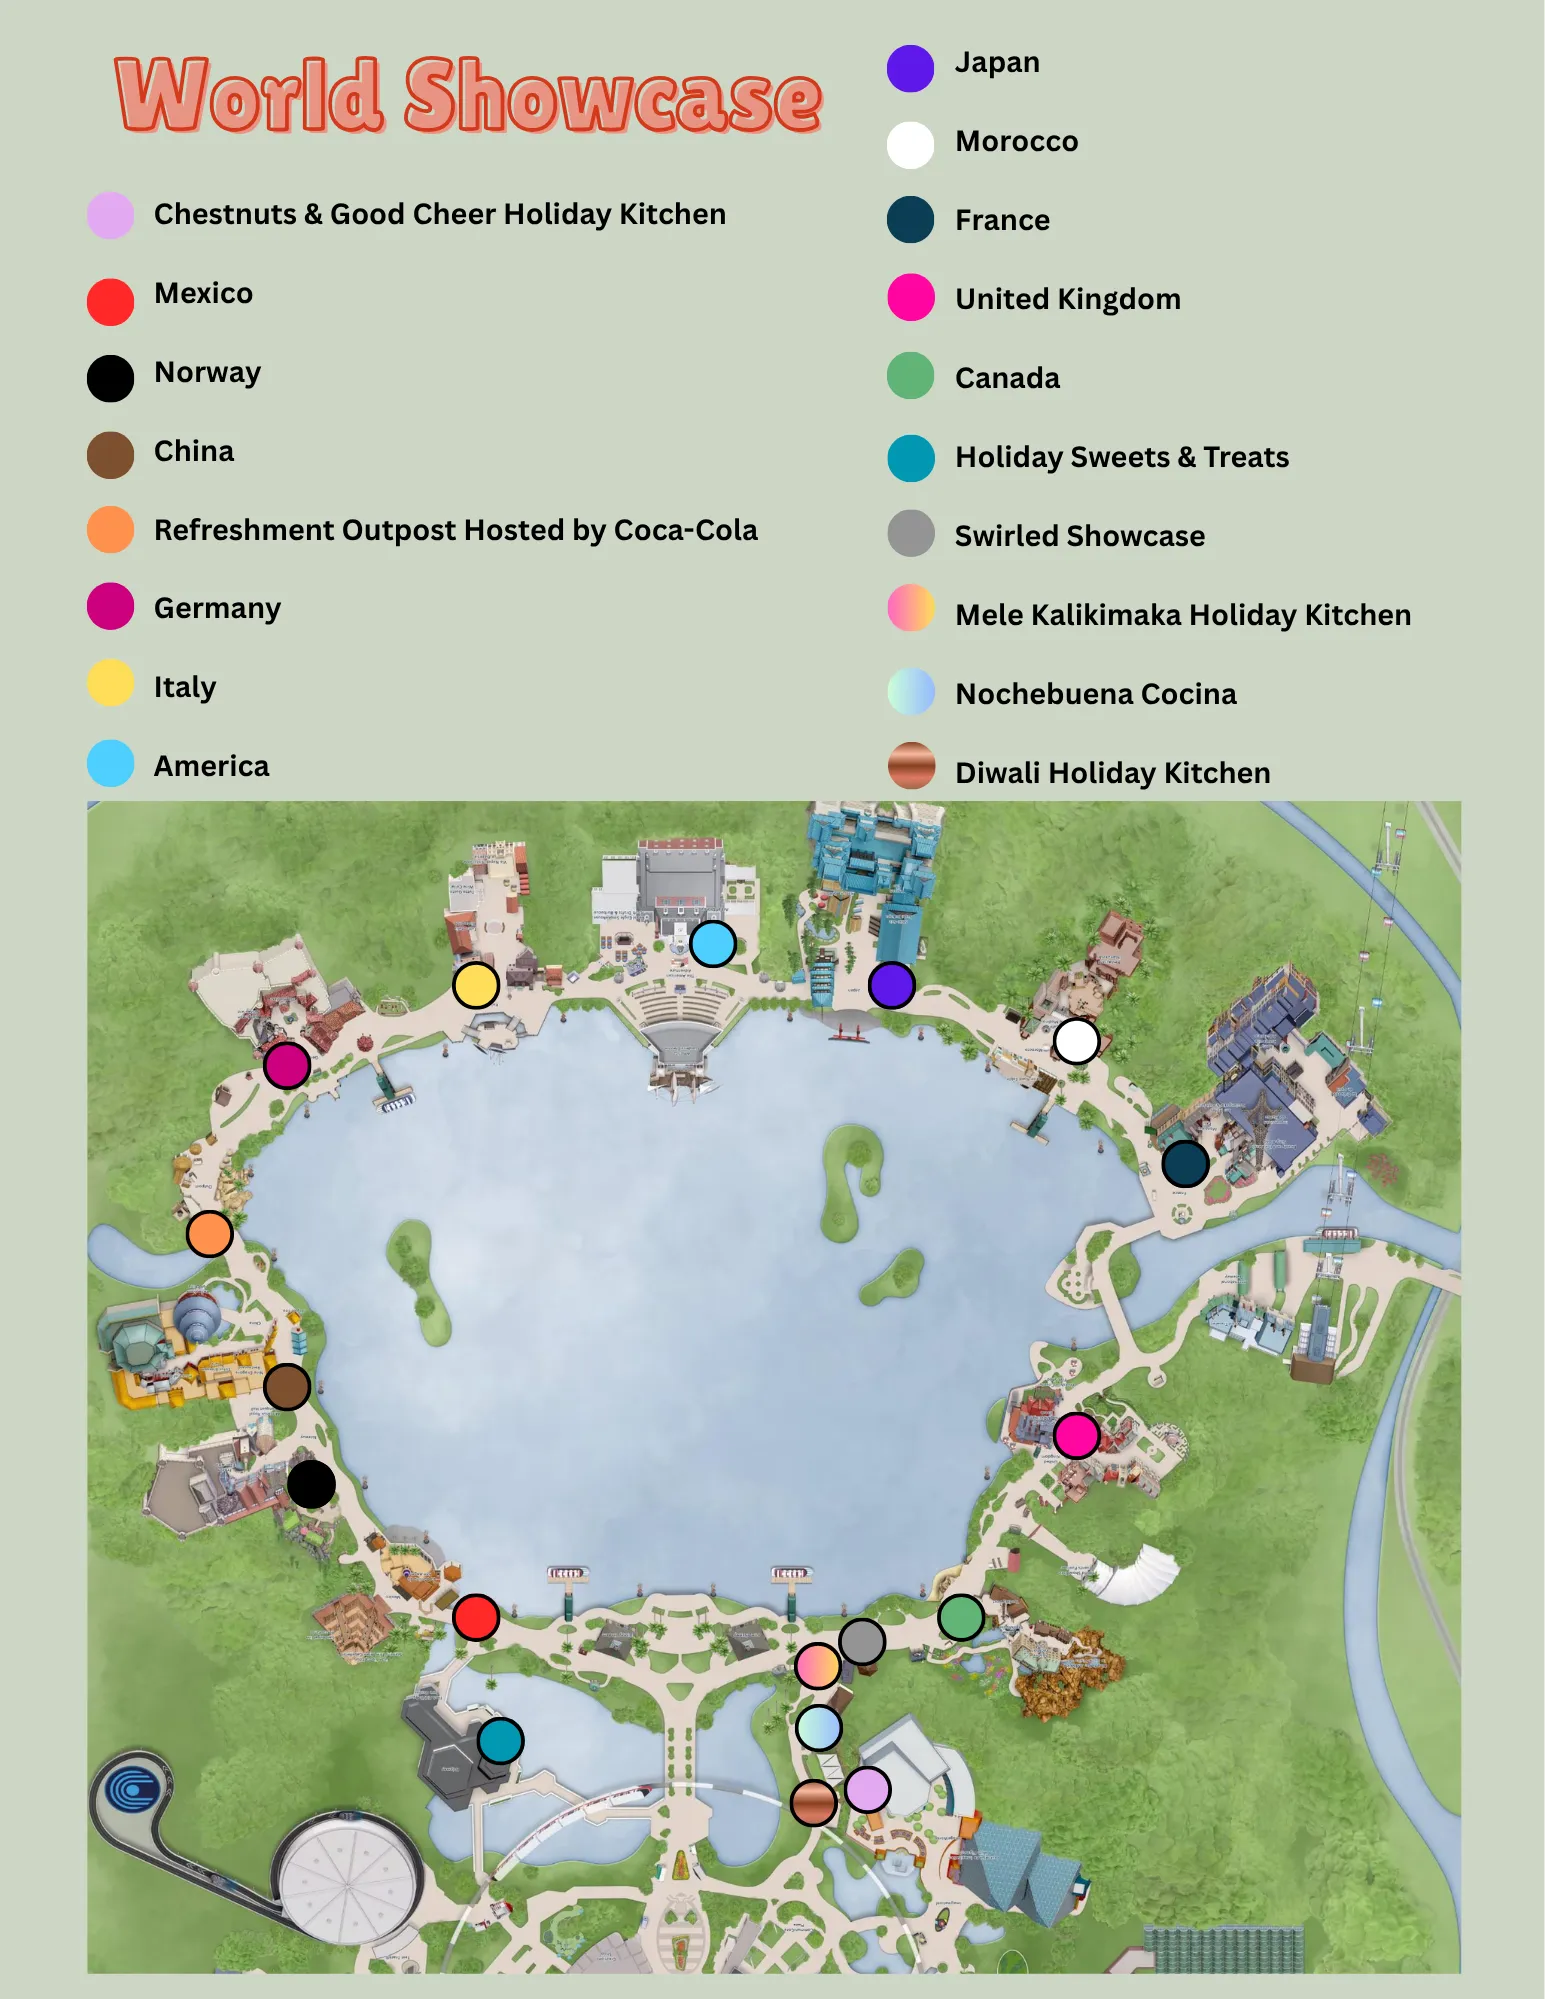 World Showcase
Chestnuts & Good Cheer Holiday Kitchen
Mexico
Norway
China
Refreshment Outpost Hosted by Coca-Cola
Germany
Italy
America
Japan
Morocco
France
United Kingdom
Canada
Holiday Sweets & Treats
Swirled Showcase
Mele Kalikimaka Holiday Kitchen
Nochebuena Cocina
Diwali Holiday Kitchen